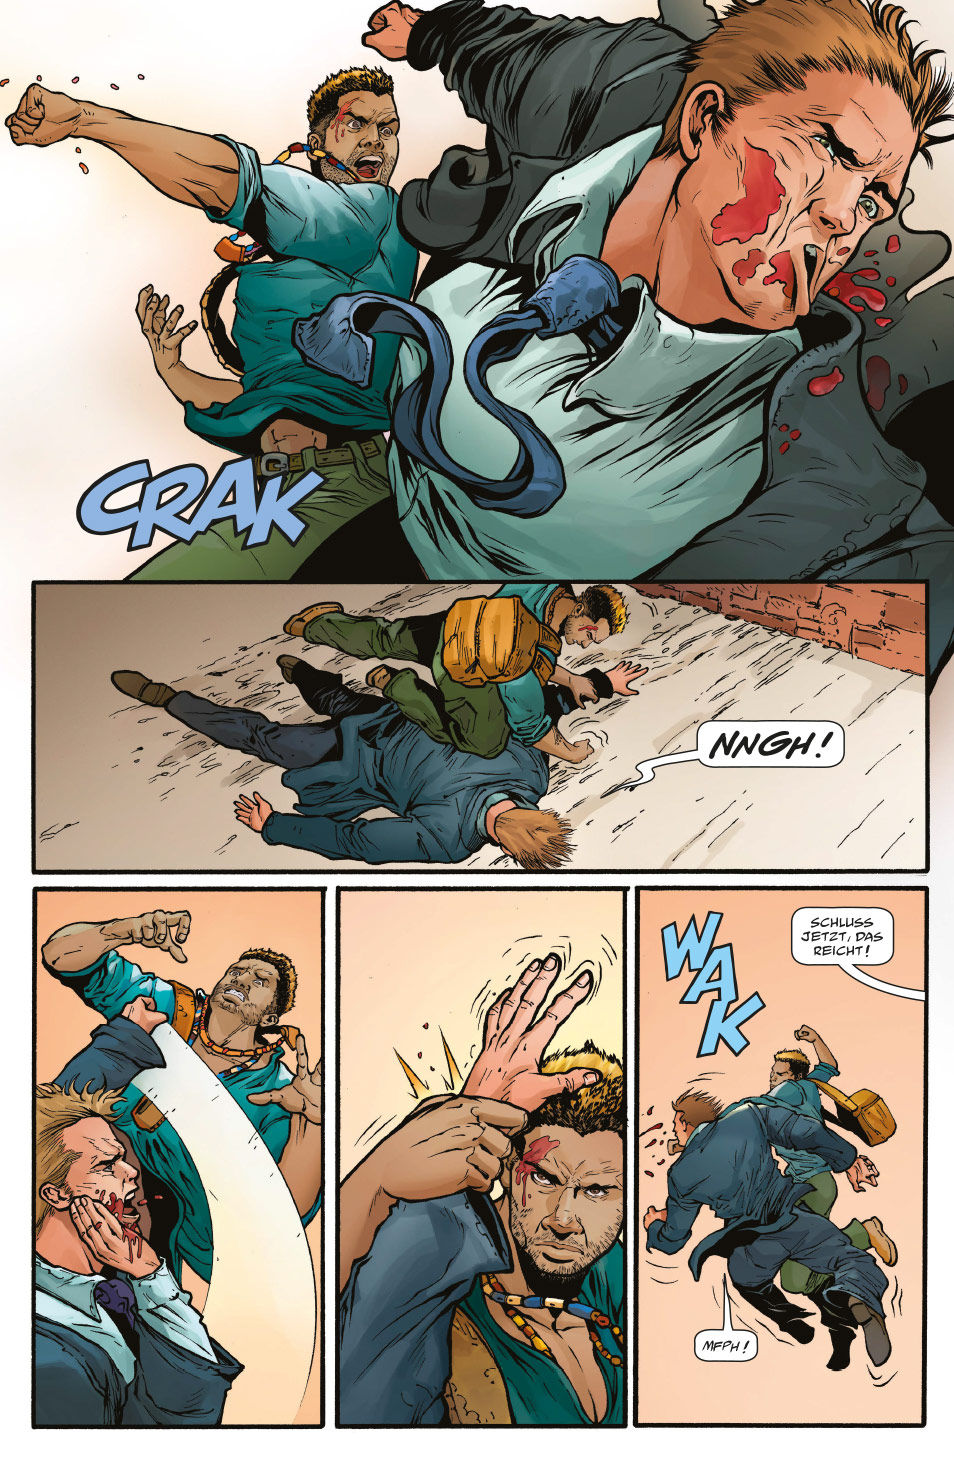 CRAK
NNGH!
WAK
SCHLUSS
JETZT, DAS
REICHT!
MFPH!